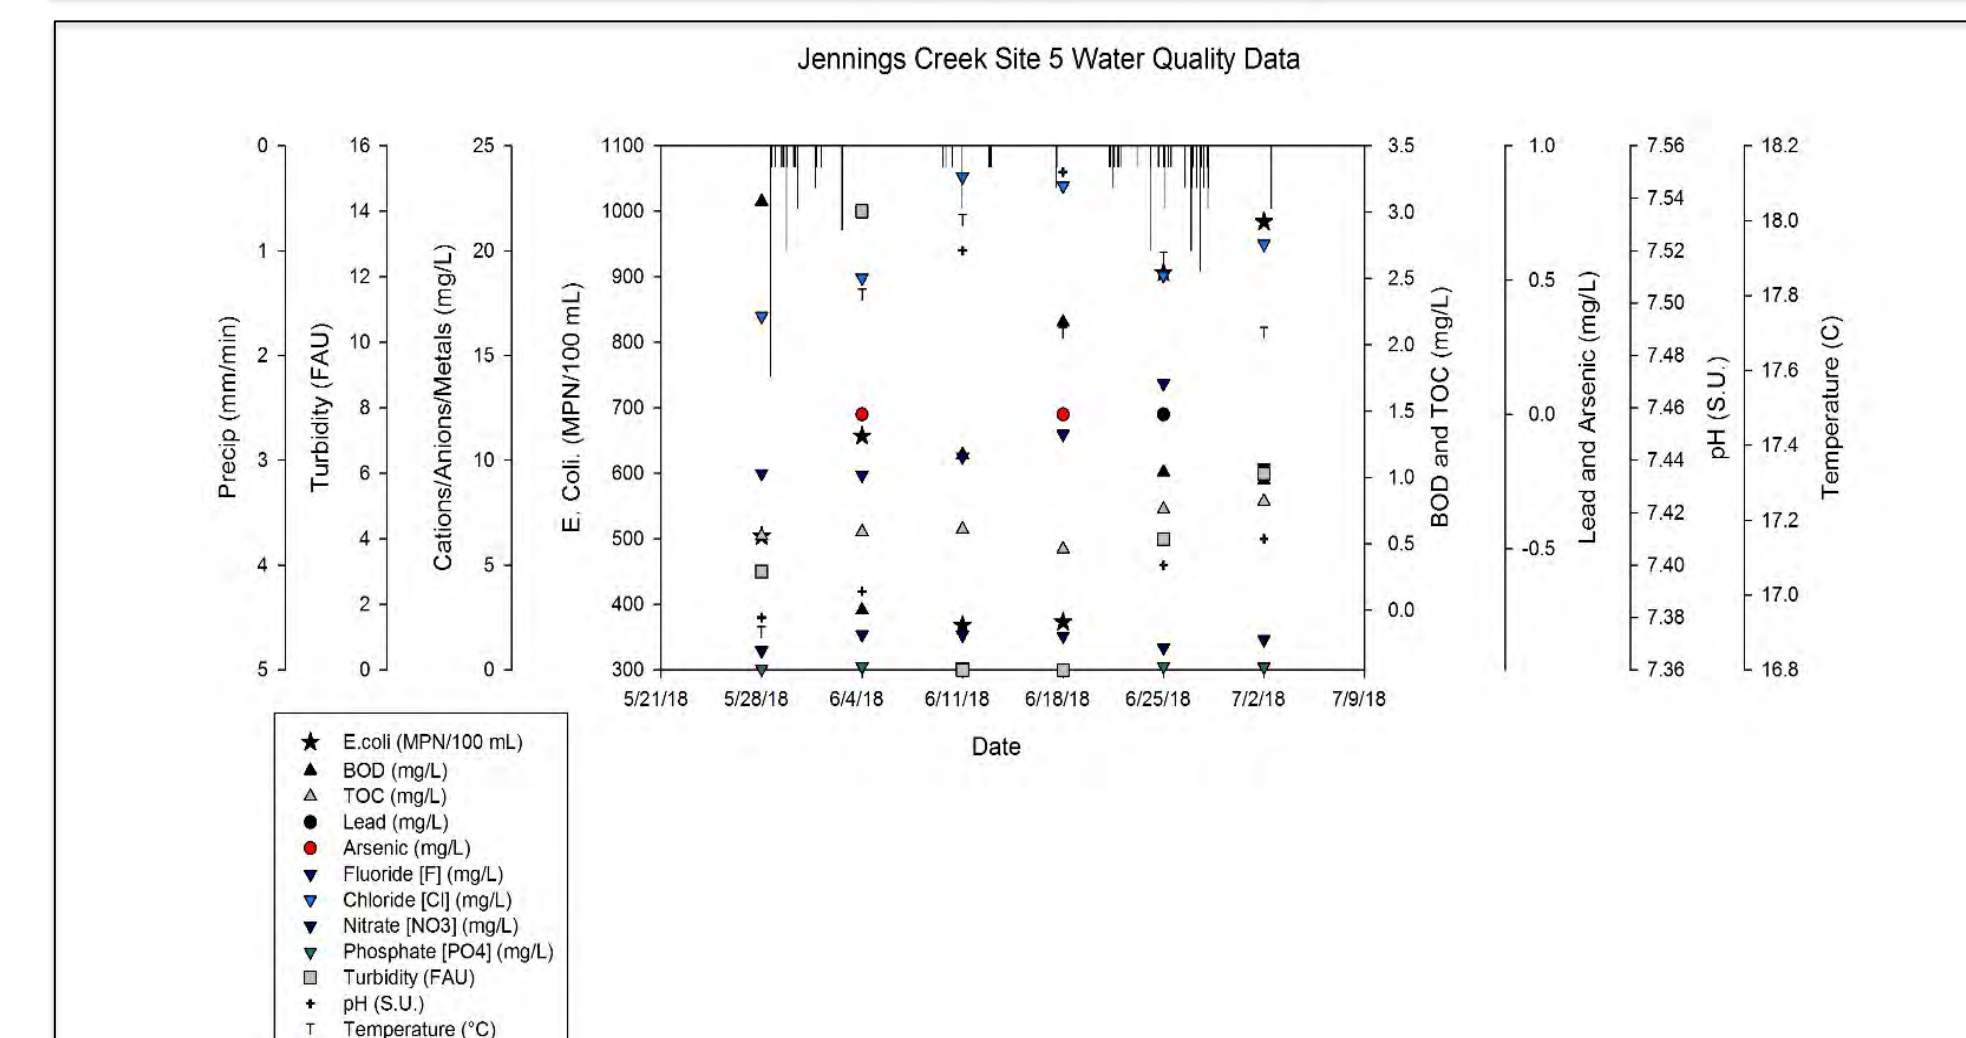 Jennings Creek Site 5 Water Quality Data
Precip (mm/min)
0
1
2
3
4
5
Turbidity (FAU)
16
14
12
10
8
6
4
2
0
Cations/Anions/Metals (mg/L)
25
20
15
10
5
0
E. Coli. (MPN/100 mL)
1100
1000
900
800
700
600
500
400
300
3.5
3.0
2.5
2.0
1.5
1.0
0.5
0.0
BOD and TOC (mg/L)
1.0
0.5
0.0
-0.5
Lead and Arsenic (mg/L)
7.56
7.54
7.52
7.50
7.48
7.46
7.44
7.42
7.40
7.38
7.36
pH (S.U.)
18.2
18.0
17.8
17.6
17.4
17.2
17.0
16.8
Temperature (C)
5/21/18 5/28/18 6/4/18 6/11/18 6/18/18 6/25/18 7/2/18 7/9/18
Date
E.coli (MPN/100 mL)
BOD (mg/L)
TOC (mg/L)
Lead (mg/L)
Arsenic (mg/L)
Fluoride [F] (mg/L)
Chloride [Cl] (mg/L)
Nitrate [NO3] (mg/L)
Phosphate [PO4] (mg/L)
Turbidity (FAU)
pH (S.U.)
Temperature (°C)